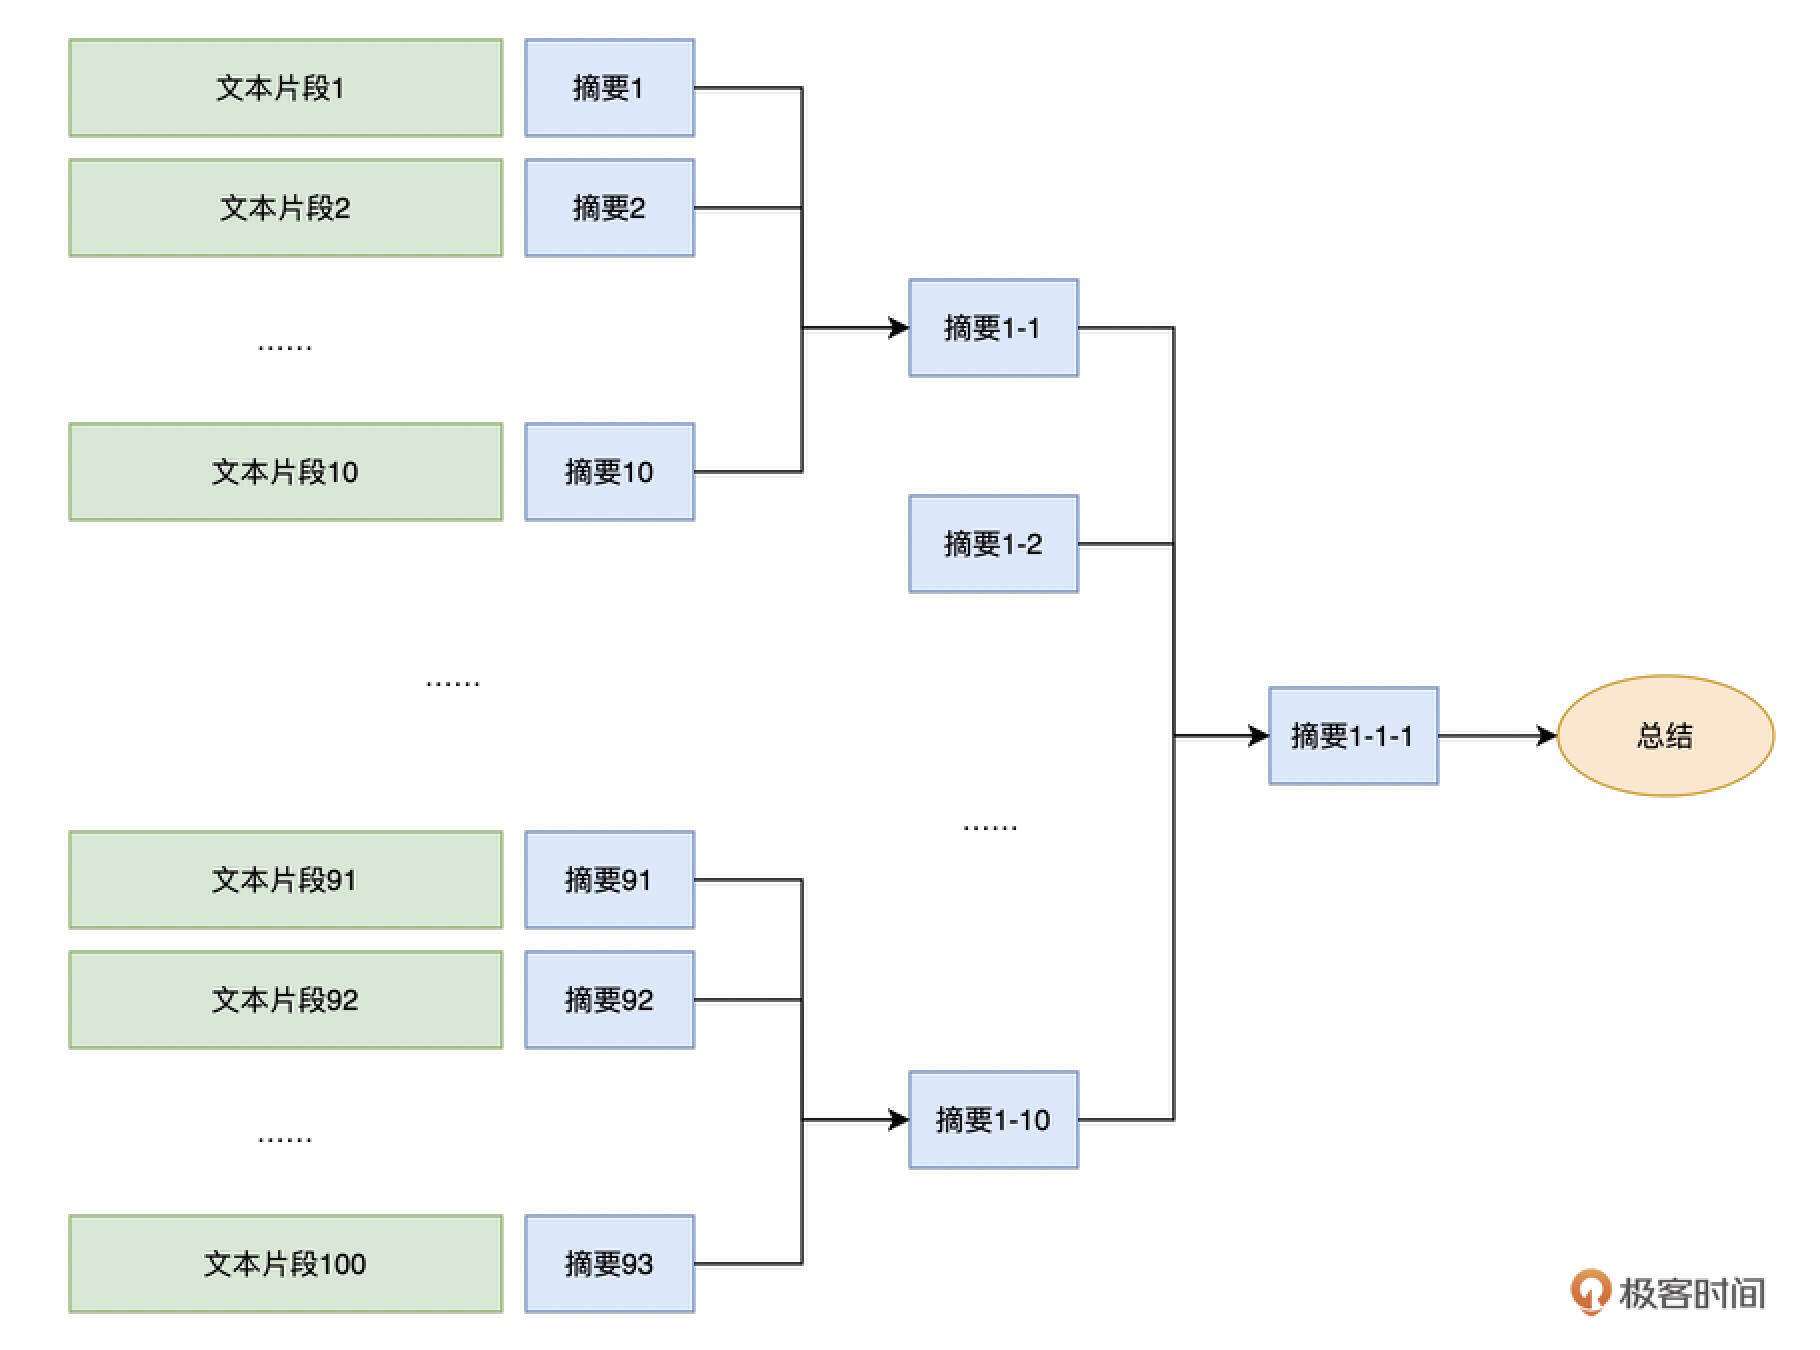 文本片段1
摘要1
文本片段2
摘要2
……
摘要1-1
文本片段10
摘要10
摘要1-2
……
摘要1-1-1
总结
……
文本片段91
摘要91
文本片段92
摘要92
……
摘要1-10
文本片段100
摘要93
极客时间